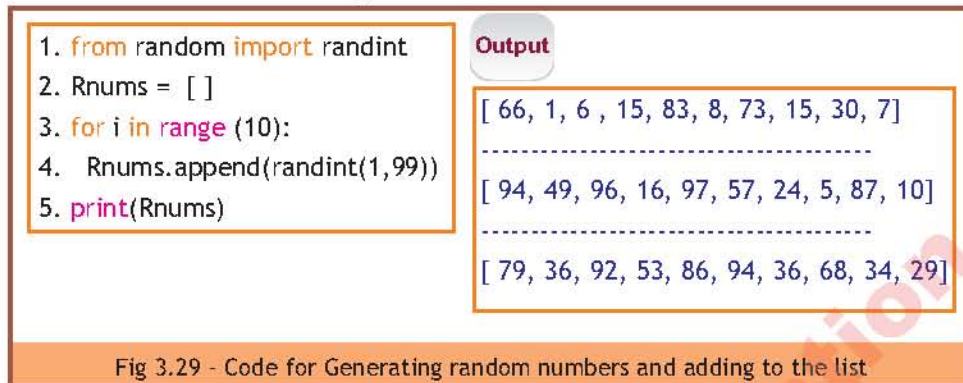 1. from random import randint
2. Rnums = [ ]
3. for i in range (10):
4. Rnums.append(randint(1,99))
5. print(Rnums)
Output
[ 66, 1, 6 , 15, 83, 8, 73, 15, 30, 7]
---------------------------------------
[ 94, 49, 96, 16, 97, 57, 24, 5, 87, 10]
---------------------------------------
[ 79, 36, 92, 53, 86, 94, 36, 68, 34, 29]
Fig 3.29 - Code for Generating random numbers and adding to the list